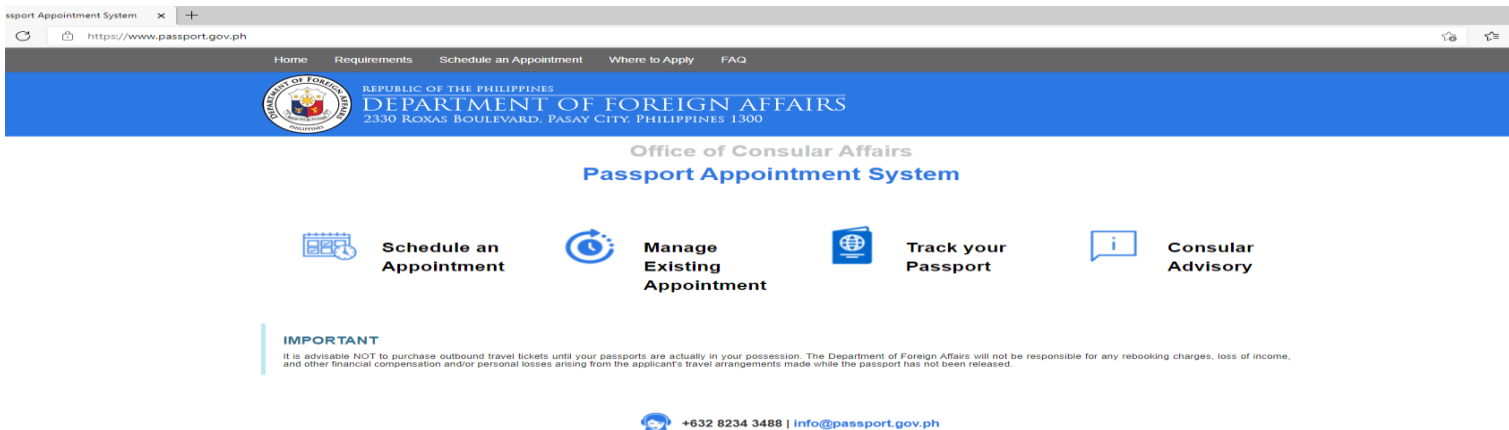 ssport Appointment System
https://www.passport.gov.ph
Home Requirements Schedule an Appointment Where to Apply FAQ
DEPARTMENT OF FOREIGN AFFAIRS
PHILIPPINES
REPUBLIC OF THE PHILIPPINES
DEPARTMENT OF FOREIGN AFFAIRS
2330 ROXAS BOULEVARD. PASAY CITY. PHILIPPINES 1300
Office of Consular Affairs
Passport Appointment System
Schedule an
Appointment
Manage
Existing
Appointment
Track your
Passport
i
Consular
Advisory
IMPORTANT
It is advisable NOT to purchase outbound travel tickets until your passports are actually in your possession. The Department of Foreign Affairs will not be responsible for any rebooking charges, loss of income,
and other financial compensation and/or personal losses arising from the applicant's travel arrangements made while the passport has not been released.
+632 8234 3488 | info@passport.gov.ph